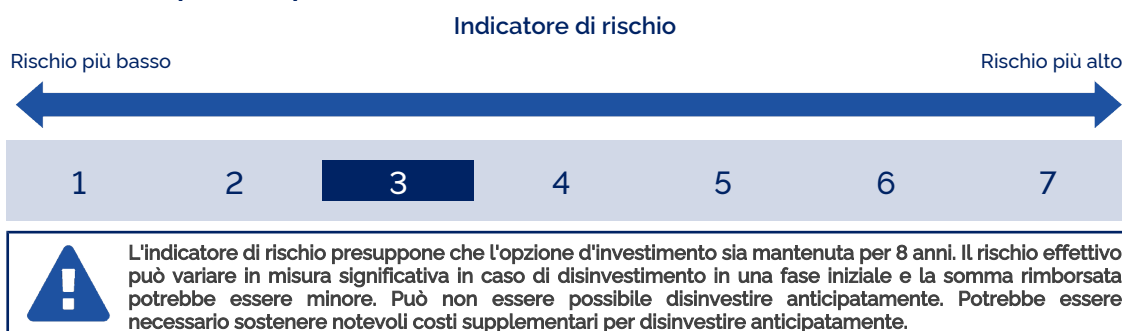 Indicatore di rischio
Rischio più basso Rischio più alto
1 2 3 4 5 6 7
L'indicatore di rischio presuppone che l'opzione d'investimento sia mantenuta per 8 anni. Il rischio effettivo
può variare in misura significativa in caso di disinvestimento in una fase iniziale e la somma rimborsata
potrebbe essere minore. Può non essere possibile disinvestire anticipatamente. Potrebbe essere
necessario sostenere notevoli costi supplementari per disinvestire anticipatamente.